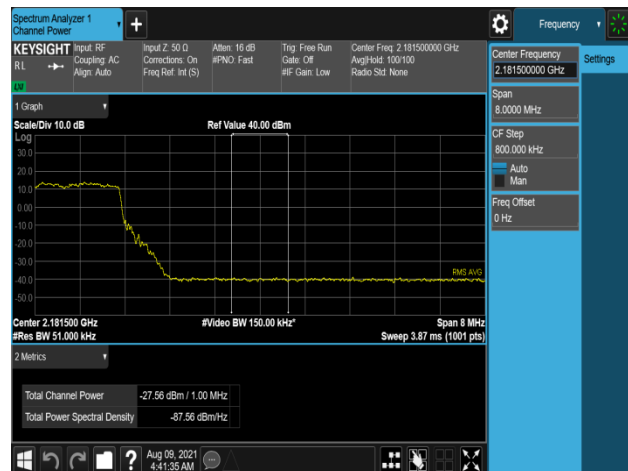 Spectrum Analyzer 1
Channel Power
Frequency
KEYSIGHT
RL
Input: RF
Coupling: AC
Align: Auto
Input Z: 50 Ω
Corrections: On
Freq Ref: Int (S)
Atten: 16 dB
#PNO: Fast
Trig: Free Run
Gate: Off
#IF Gain: Low
Center Freq: 2.181500000 GHz
Avg|Hold: 100/100
Radio Std: None
Center Frequency
2.181500000 GHz
Settings
Span
8.0000 MHz
CF Step
800.000 kHz
Auto
Man
Freq Offset
0 Hz
1 Graph
Scale/Div 10.0 dB
Ref Value 40.00 dBm
Log
30.0
20.0
10.0
0.00
-10.0
-20.0
-30.0
-40.0
-50.0
RMS AVG
Center 2.181500 GHz
#Video BW 150.00 kHz*
Span 8 MHz
#Res BW 51.000 kHz
Sweep 3.87 ms (1001 pts)
2 Metrics
Total Channel Power -27.56 dBm / 1.00 MHz
Total Power Spectral Density -87.56 dBm/Hz
?
Aug 09, 2021
4:41:35 AM